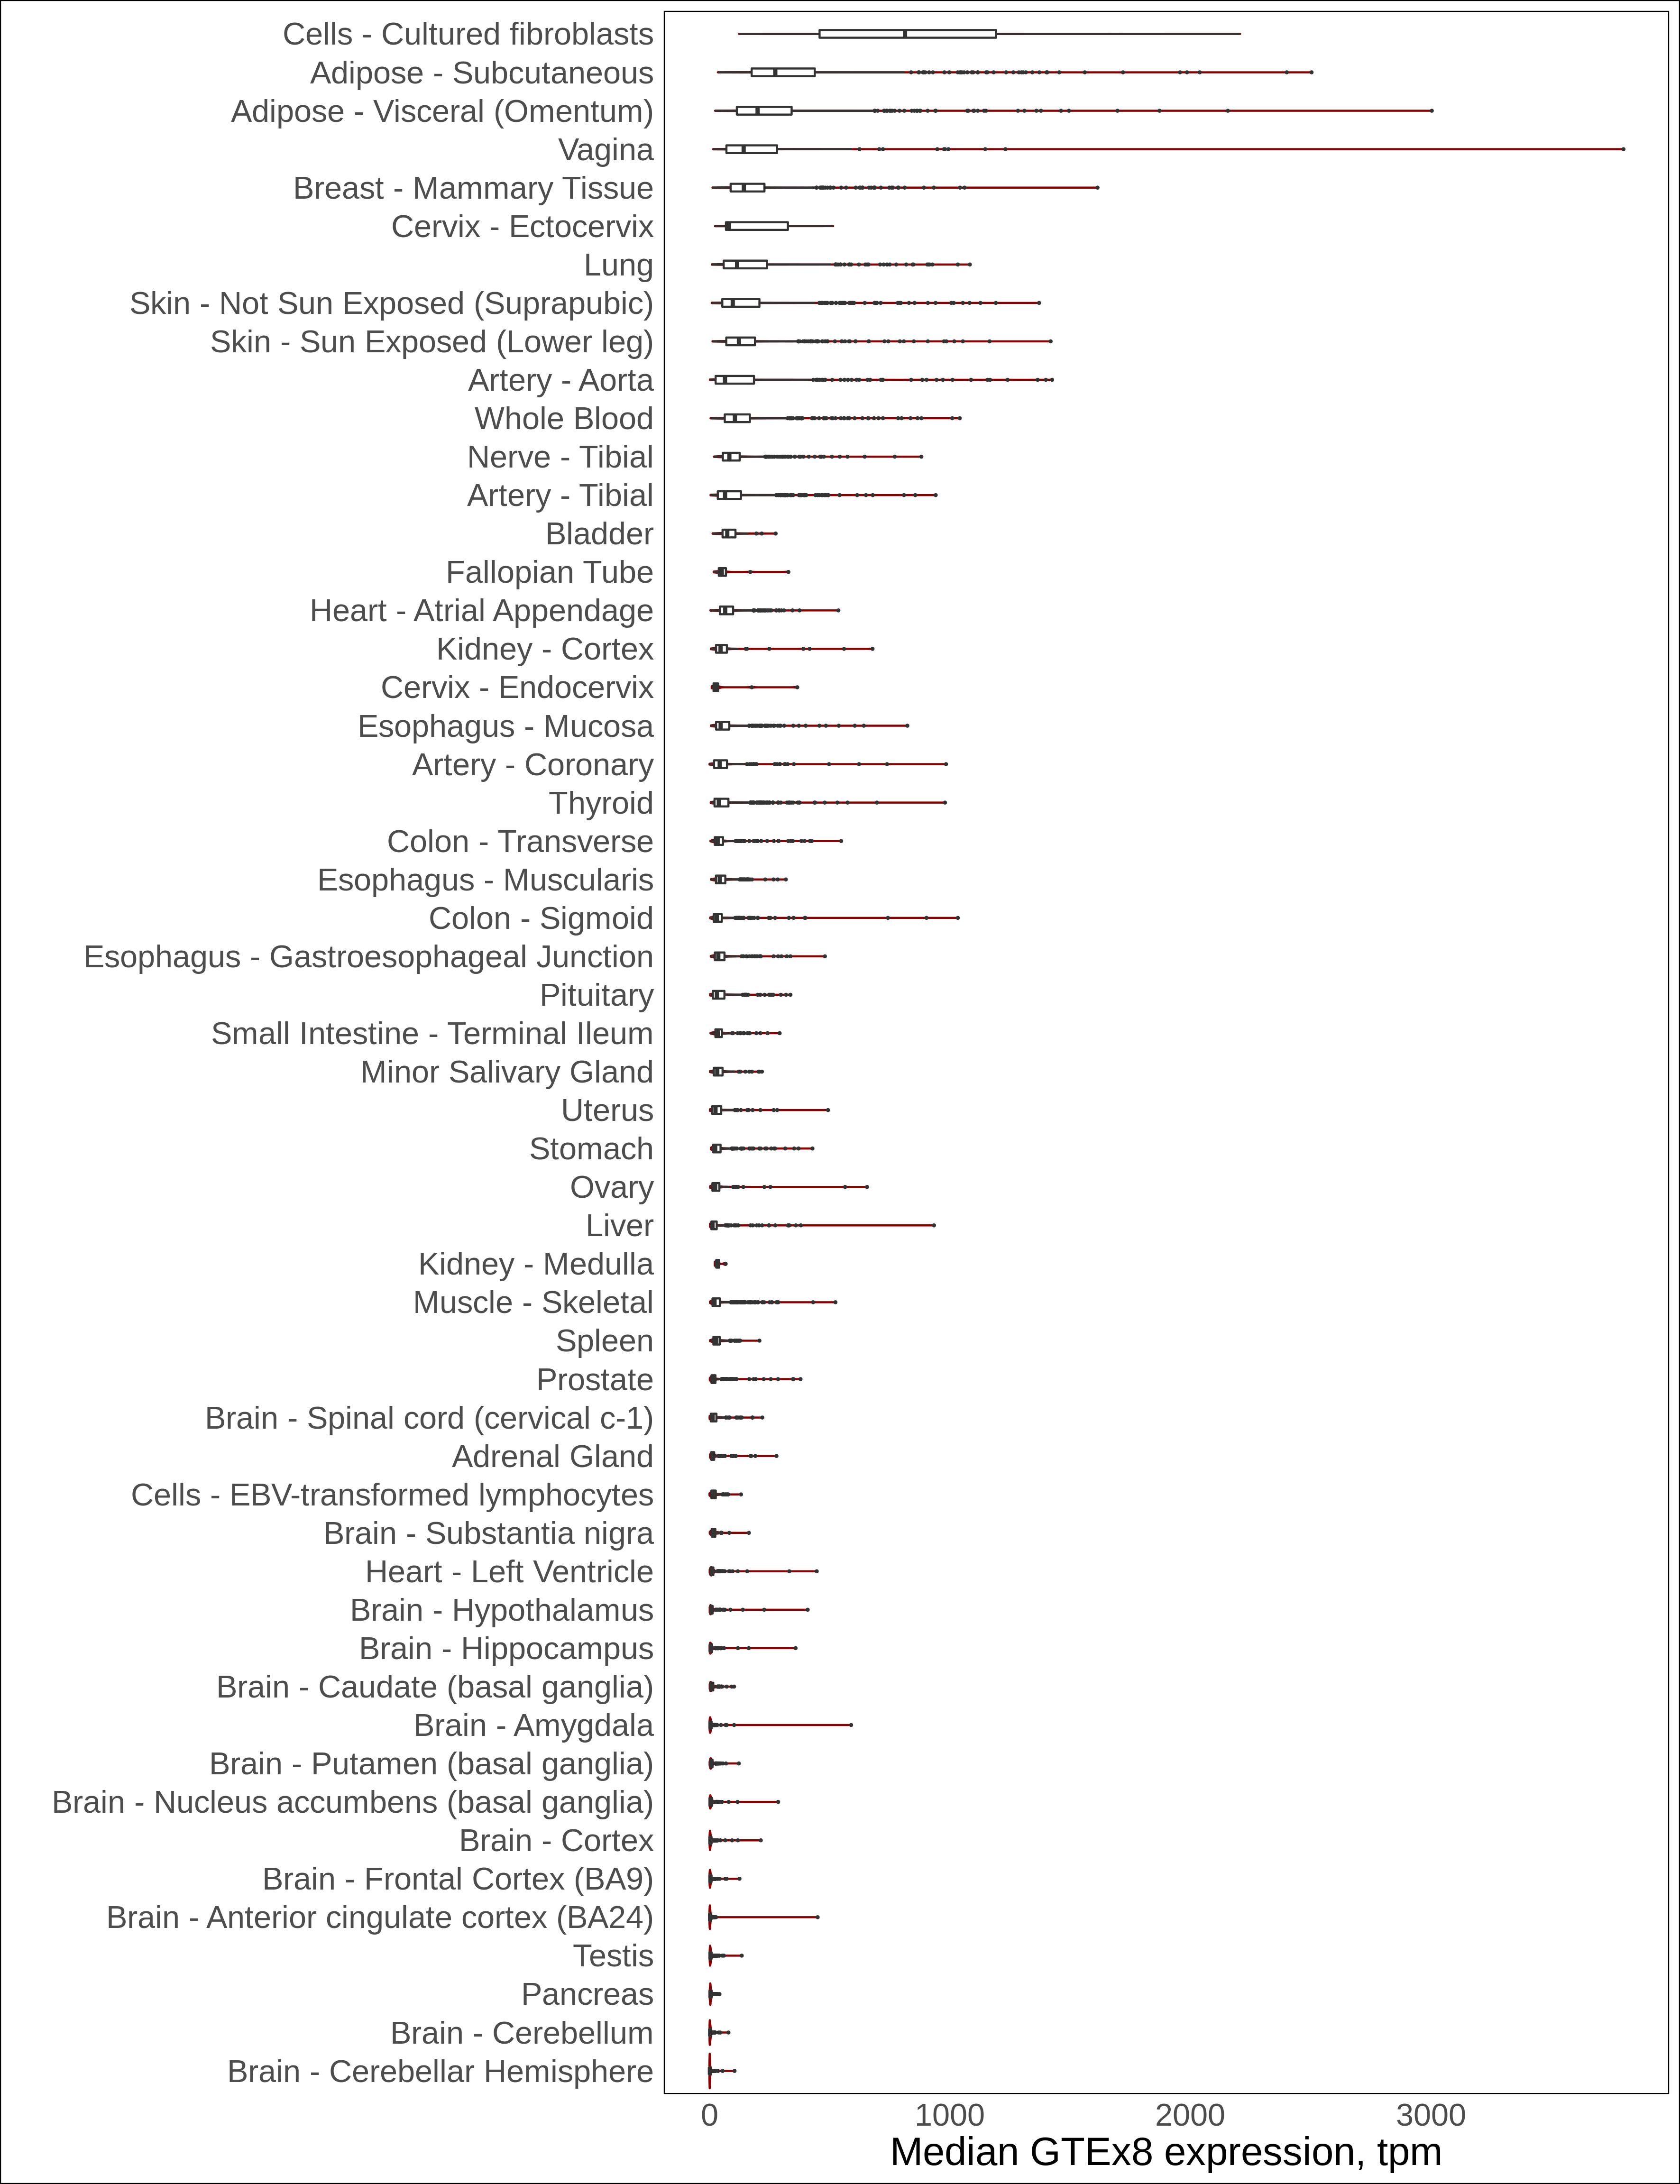 Cells - Cultured fibroblasts
Adipose - Subcutaneous
Adipose - Visceral (Omentum)
Vagina
Breast - Mammary Tissue
Cervix - Ectocervix
Lung
Skin - Not Sun Exposed (Suprapubic)
Skin - Sun Exposed (Lower leg)
Artery - Aorta
Whole Blood
Nerve - Tibial
Artery - Tibial
Bladder
Fallopian Tube
Heart - Atrial Appendage
Kidney - Cortex
Cervix - Endocervix
Esophagus - Mucosa
Artery - Coronary
Thyroid
Colon - Transverse
Esophagus - Muscularis
Colon - Sigmoid
Esophagus - Gastroesophageal Junction
Pituitary
Small Intestine - Terminal Ileum
Minor Salivary Gland
Uterus
Stomach
Ovary
Liver
Kidney - Medulla
Muscle - Skeletal
Spleen
Prostate
Brain - Spinal cord (cervical c-1)
Adrenal Gland
Cells - EBV-transformed lymphocytes
Brain - Substantia nigra
Heart - Left Ventricle
Brain - Hypothalamus
Brain - Hippocampus
Brain - Caudate (basal ganglia)
Brain - Amygdala
Brain - Putamen (basal ganglia)
Brain - Nucleus accumbens (basal ganglia)
Brain - Cortex
Brain - Frontal Cortex (BA9)
Brain - Anterior cingulate cortex (BA24)
Testis
Pancreas
Brain - Cerebellum
Brain - Cerebellar Hemisphere
0 1000 2000 3000
Median GTEx8 expression, tpm